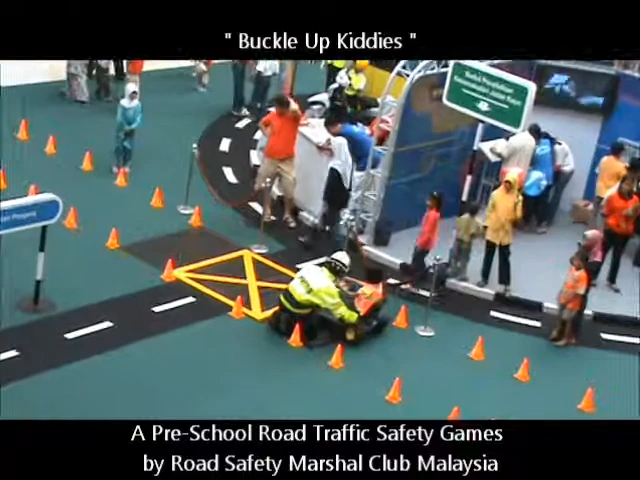 " Buckle Up Kiddies "
A Pre-School Road Traffic Safety Games
by Road Safety Marshal Club Malaysia